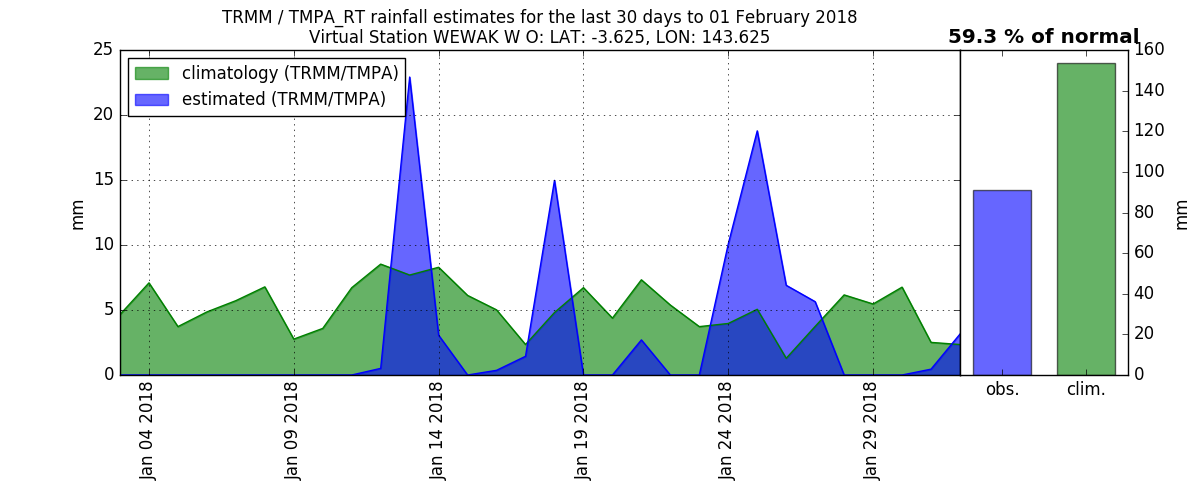 TRMM / TMPA_RT rainfall estimates for the last 30 days to 01 February 2018
Virtual Station WEWAK W O: LAT: -3.625, LON: 143.625
59.3 % of normal
climatology (TRMM/TMPA)
estimated (TRMM/TMPA)
25
20
15
10
5
0
mm
Jan 04 2018
Jan 09 2018
Jan 14 2018
Jan 19 2018
Jan 24 2018
Jan 29 2018
160
140
120
100
80
60
40
20
0
mm
obs.
clim.